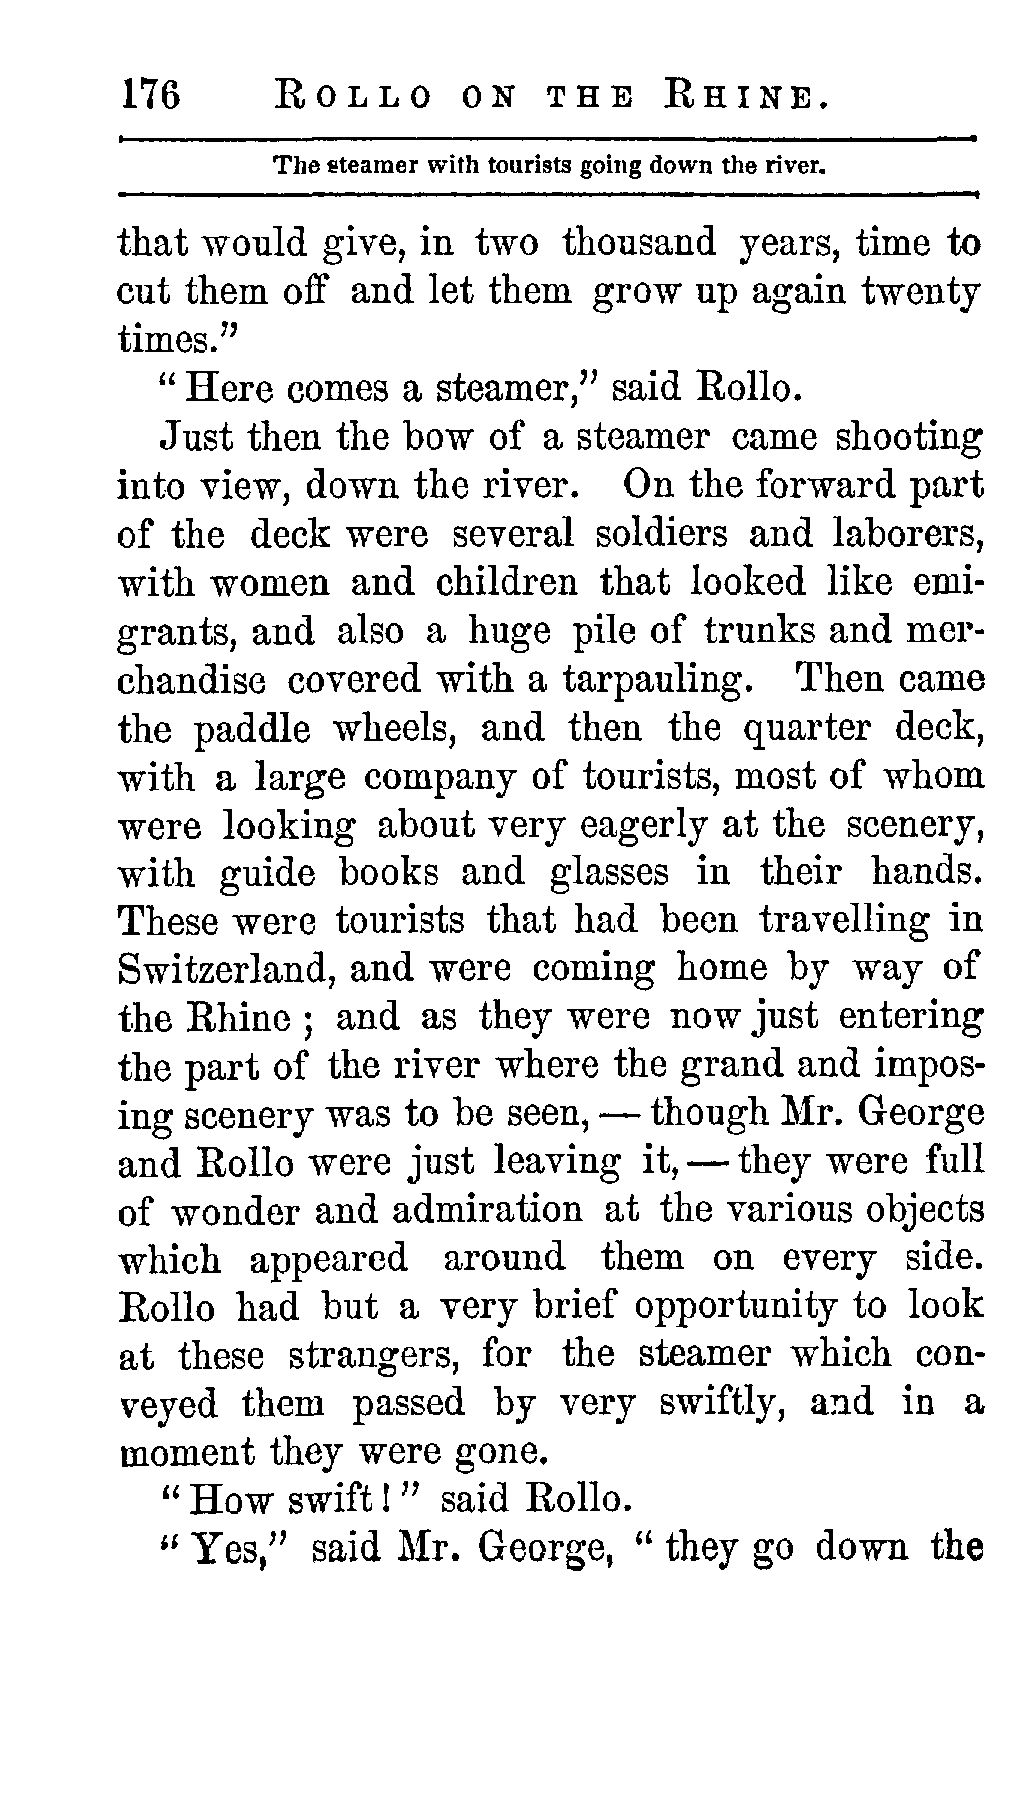 176 ROLLO ON THE RHINE.
The steamer with tourists going down the river.
that would give, in two thousand years, time to
cut them off and let them grow up again twenty
times."
"Here comes a steamer," said Rollo.
Just then the bow of a steamer came shooting
into view, down the river. On the forward part
of the deck were several soldiers and laborers,
with women and children that looked like emi-
grants, and also a huge pile of trunks and mer-
chandise covered with a tarpauling. Then came
the paddle wheels, and then the quarter deck,
with a large company of tourists, most of whom
were looking about very eagerly at the scenery,
with guide books and glasses in their hands.
These were tourists that had been travelling in
Switzerland, and were coming home by way of
the Rhine; and as they were now just entering
the part of the river where the grand and impos-
ing scenery was to be seen, — though Mr. George
and Rollo were just leaving it, — they were full
of wonder and admiration at the various objects
which appeared around them on every side.
Rollo had but a very brief opportunity to look
at these strangers, for the steamer which con-
veyed them passed by very swiftly, and in a
moment they were gone.
"How swift!" said Rollo.
"Yes," said Mr. George, "they go down the